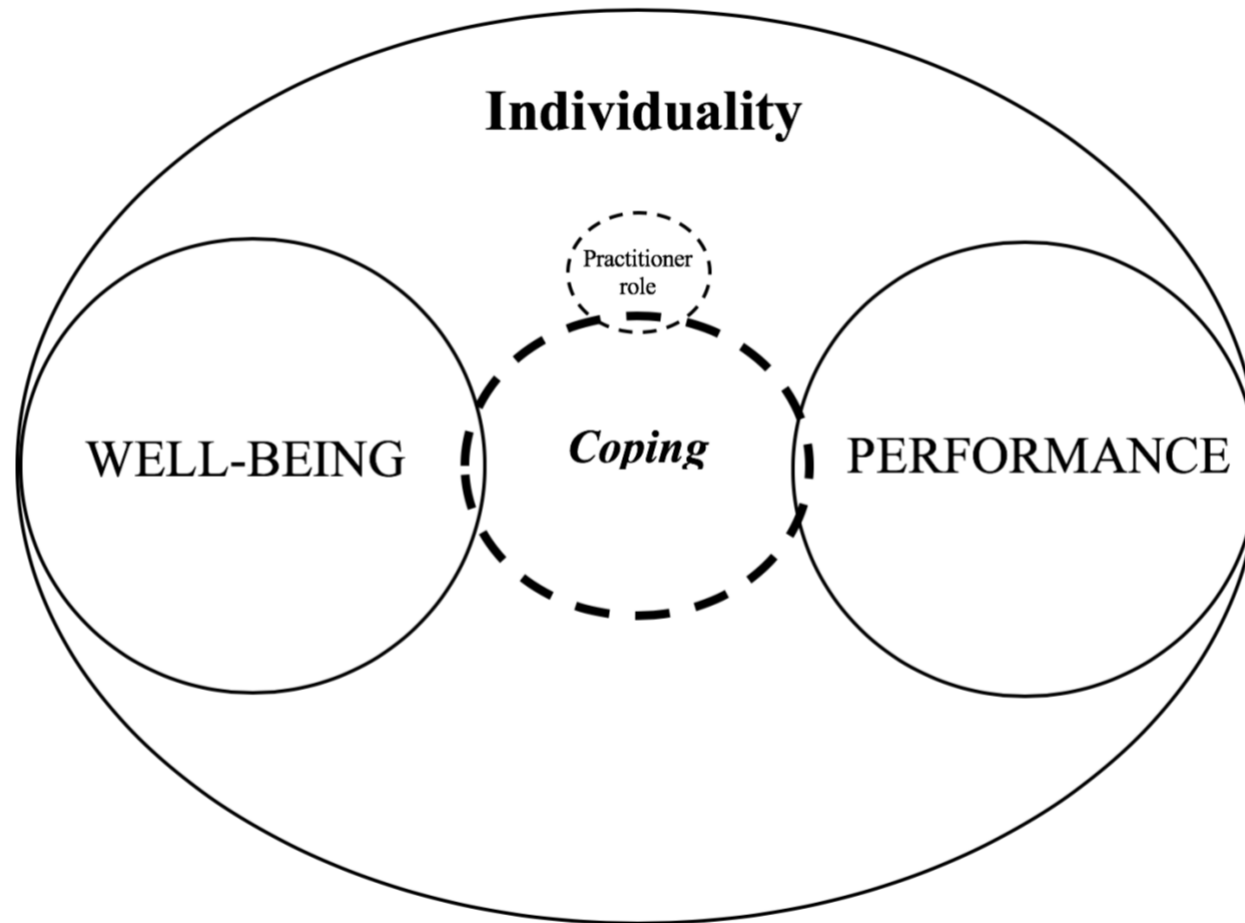 Individuality
Practitioner
role
Coping
WELL-BEING
PERFORMANCE